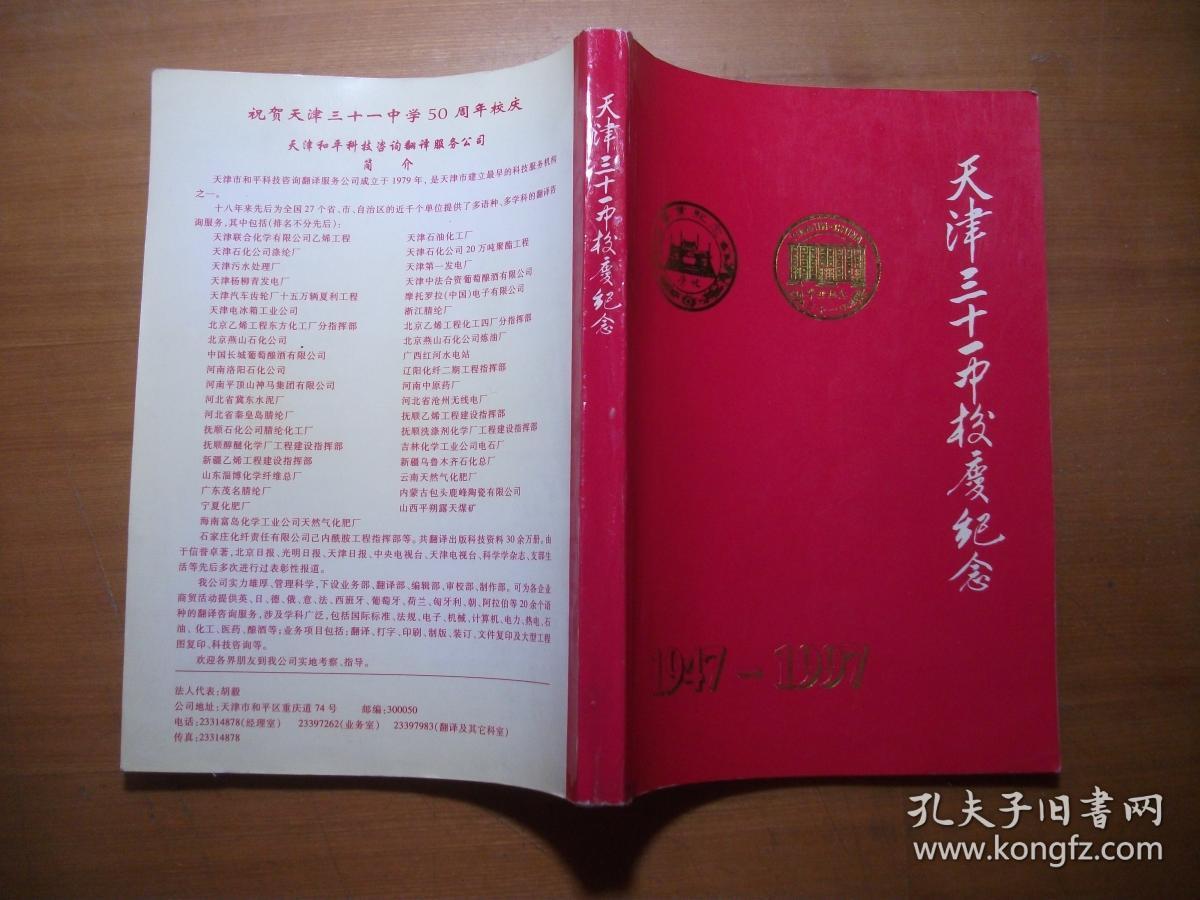 祝贺天津三十一中学50周年校庆
天津和平科技咨询翻译服务公司
简 介
天津市和平科技咨询翻译服务公司成立于1979年,是天津市建立最早的科技服务机构
之一。
十八年来先后为全国27个省、市、自治区的近千个单位提供了多语种、多学科的翻译咨
询服务,其中包括(排名不分先后):
天津联合化学有限公司乙烯工程 天津石油化工厂
天津石化公司涤纶厂 天津石化公司20万吨聚酯工程
天津污水处理厂 天津第一发电厂
天津杨柳青发电厂 天津中法合资葡萄酿酒有限公司
天津汽车齿轮厂十五万辆夏利工程 摩托罗拉(中国)电子有限公司
天津电冰箱工业公司 浙江腈纶厂
北京乙烯工程东方化工厂分指挥部 北京乙烯工程化工四厂分指挥部
北京燕山石化公司 北京燕山石化公司炼油厂
中国长城葡萄酿酒有限公司 广西红河水电站
河南洛阳石化公司 辽阳化纤二期工程指挥部
河南平顶山神马集团有限公司 河南中原药厂
河北省冀东水泥厂 河北省沧州无线电厂
河北省秦皇岛腈纶厂 抚顺乙烯工程建设指挥部
抚顺石化公司腈纶化工厂 抚顺洗涤剂化学厂工程建设指挥部
抚顺醇醚化学厂工程建设指挥部 吉林化学工业公司电石厂
新疆乙烯工程建设指挥部 新疆乌鲁木齐石化总厂
山东淄博化学纤维总厂 云南天然气化肥厂
广东茂名腈纶厂 内蒙古包头鹿峰陶瓷有限公司
宁夏化肥厂 山西平朔露天煤矿
海南富岛化学工业公司天然气化肥厂
石家庄化纤责任有限公司己内酰胺工程指挥部等。共翻译出版科技资料30余万册。由
于信誉卓著,北京日报、光明日报、天津日报、中央电视台、天津电视台、科学学杂志、支部生
活等先后多次进行过表彰性报道。
我公司实力雄厚、管理科学,下设业务部、翻译部、编辑部、审校部、制作部。可为各企业
商贸活动提供英、日、德、俄、意、法、西班牙、葡萄牙、荷兰、匈牙利、朝、阿拉伯等20余个语
种的翻译咨询服务,涉及学科广泛,包括国际标准、法规、电子、机械、计算机、电力、热电、石
油、化工、医药、酿酒等;业务项目包括:翻译、打字、印刷、制版、装订、文件复印及大型工程
图复印、科技咨询等。
欢迎各界朋友到我公司实地考察、指导。
法人代表:胡毅
公司地址:天津市和平区重庆道74号 邮编:300050
电话:23314878(经理室) 23397262(业务室) 23397983(翻译及其它科室)
传真:23314878
天津三十一中校庆纪念
天津三十一中校庆纪念
1947-1997
孔夫子旧书网
www.kongfz.com